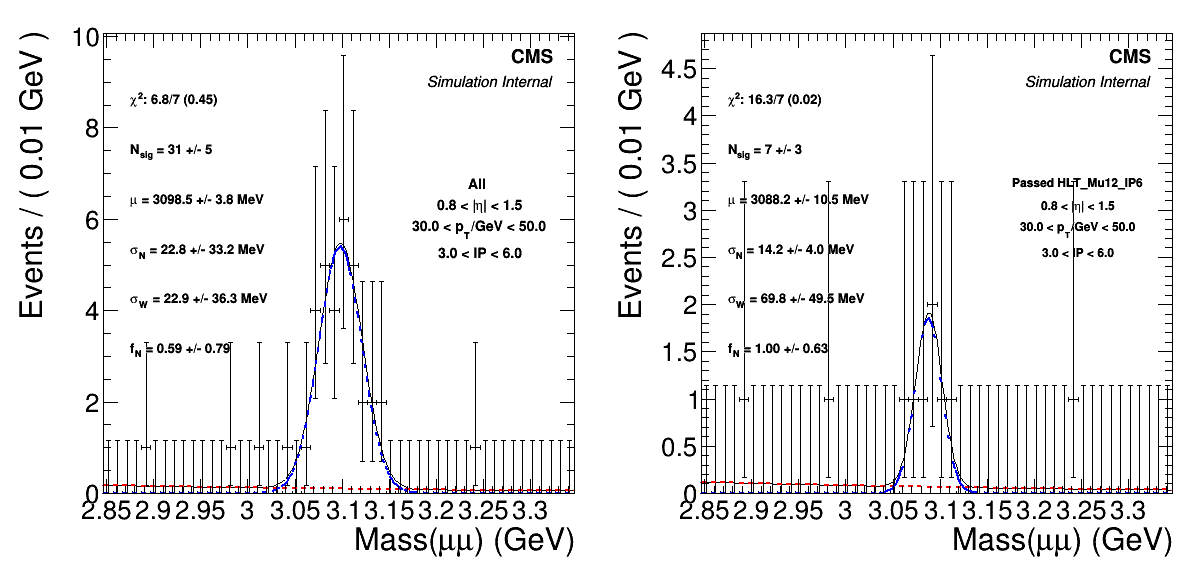 Events / ( 0.01 GeV )
10
8
6
4
2
0
CMS
Simulation Internal
χ²: 6.8/7 (0.45)
N_sig = 31 +/- 5
μ = 3098.5 +/- 3.8 MeV
σ_N = 22.8 +/- 33.2 MeV
σ_W = 22.9 +/- 36.3 MeV
f_N = 0.59 +/- 0.79
All
0.8 < |η| < 1.5
30.0 < p_T/GeV < 50.0
3.0 < IP < 6.0
2.85 2.9 2.95 3 3.05 3.1 3.15 3.2 3.25 3.3
Mass(μμ) (GeV)
Events / ( 0.01 GeV )
4.5
4
3.5
3
2.5
2
1.5
1
0.5
0
CMS
Simulation Internal
χ²: 16.3/7 (0.02)
N_sig = 7 +/- 3
μ = 3088.2 +/- 10.5 MeV
σ_N = 14.2 +/- 4.0 MeV
σ_W = 69.8 +/- 49.5 MeV
f_N = 1.00 +/- 0.63
Passed HLT_Mu12_IP6
0.8 < |η| < 1.5
30.0 < p_T/GeV < 50.0
3.0 < IP < 6.0
2.85 2.9 2.95 3 3.05 3.1 3.15 3.2 3.25 3.3
Mass(μμ) (GeV)